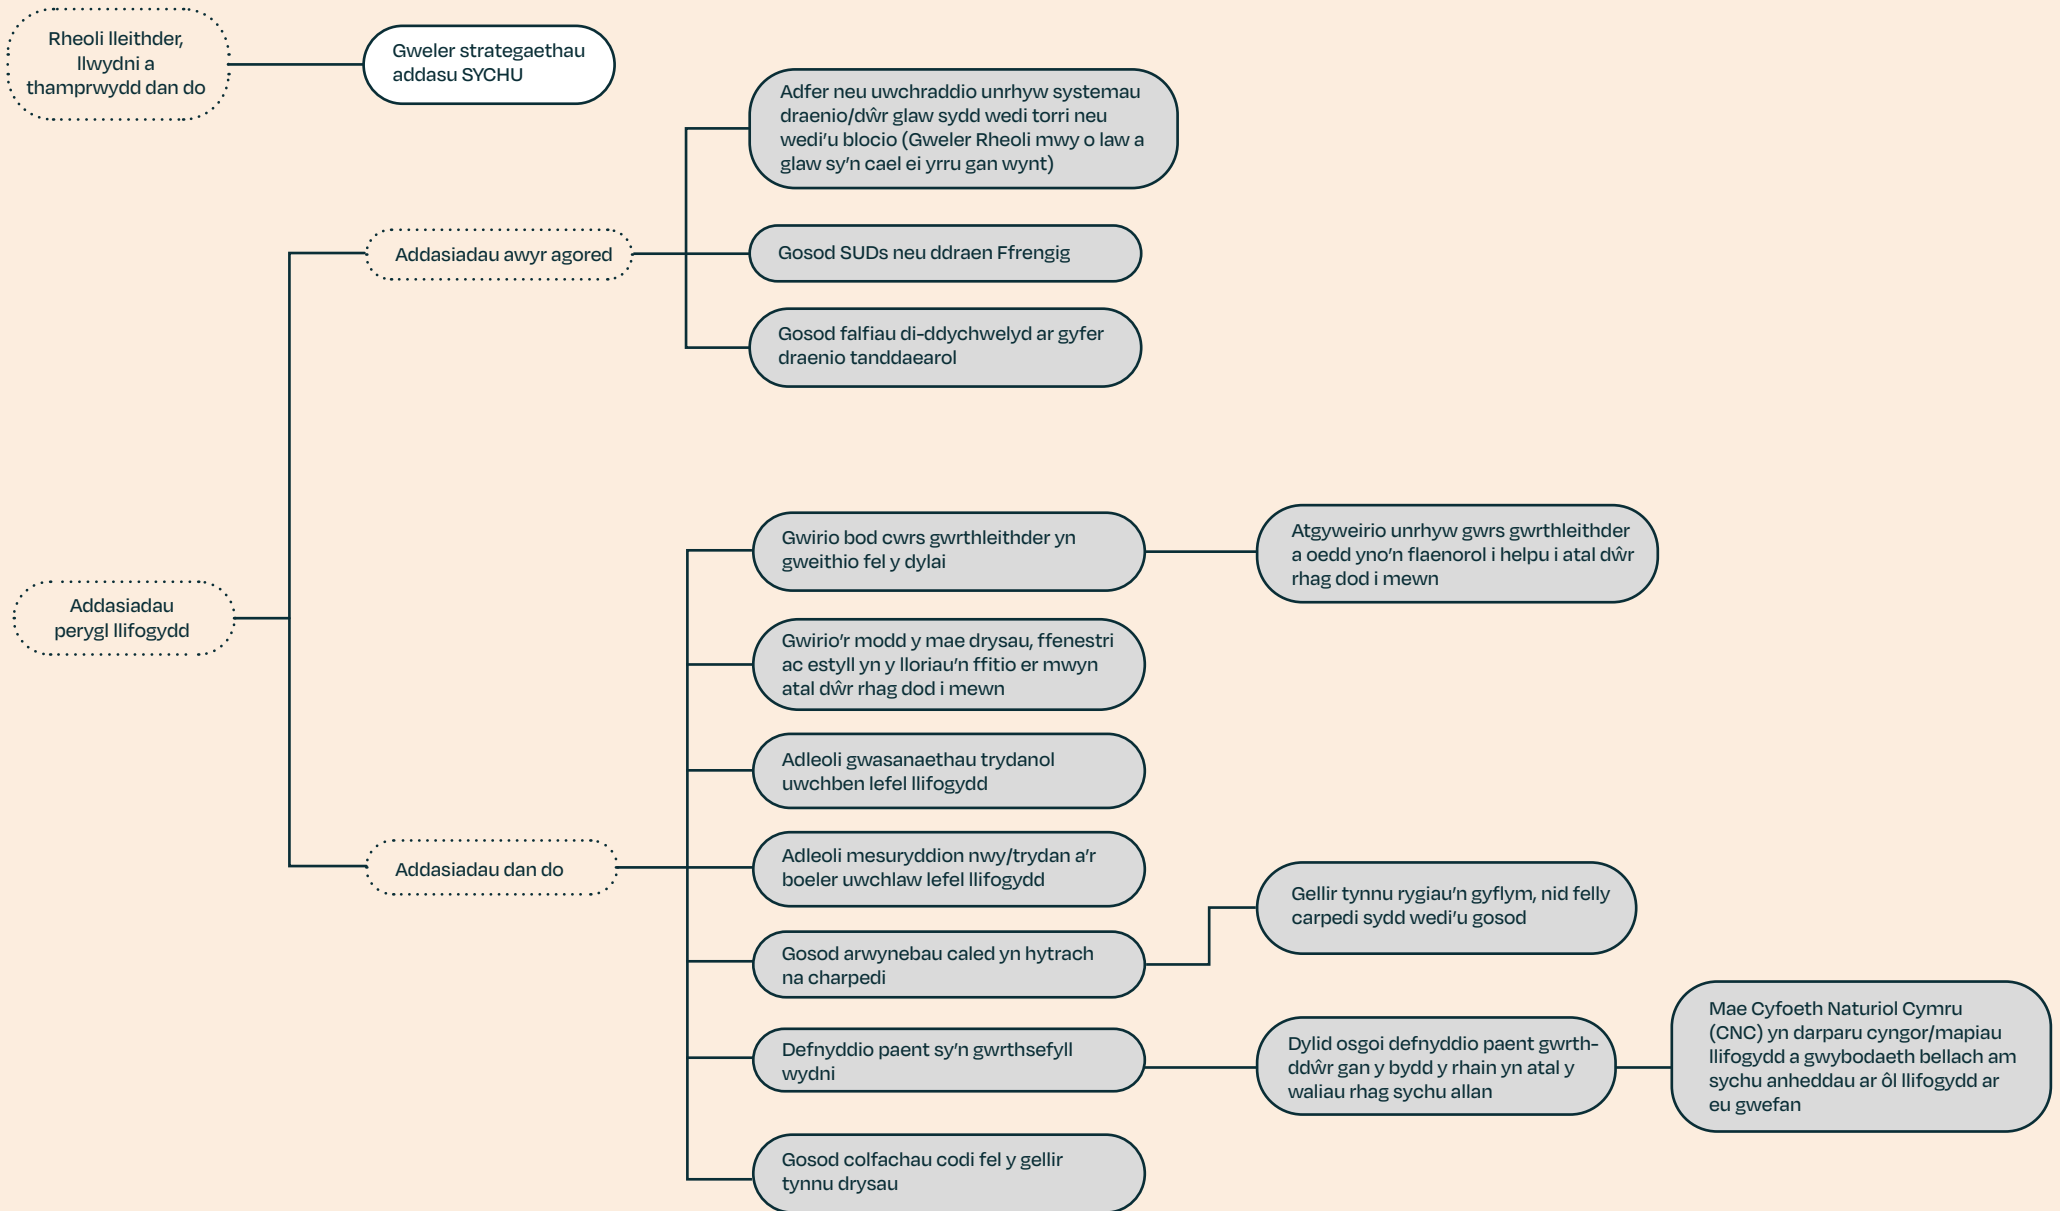 Rheoli lleithder,
llwydni a
thamprwydd dan do
Gweler strategaethau
addasu SYCHU
Adfer neu uwchraddio unrhyw systemau
draenio/dŵr glaw sydd wedi torri neu
wedi'u blocio (Gweler Rheoli mwy o law a
glaw sy'n cael ei yrru gan wynt)
Addasiadau awyr agored
Gosod SUDs neu ddraen Ffrengig
Gosod falfiau di-ddychwelyd ar gyfer
draenio tanddaearol
Addasiadau
perygl llifogydd
Gwirio bod cwrs gwrthleithder yn
gweithio fel y dylai
Atgyweirio unrhyw gwrs gwrthleithder
a oedd yno'n flaenorol i helpu i atal dŵr
rhag dod i mewn
Gwirio'r modd y mae drysau, ffenestri
ac estyll yn y lloriau'n ffitio er mwyn
atal dŵr rhag dod i mewn
Adleoli gwasanaethau trydanol
uwchben lefel llifogydd
Addasiadau dan do
Adleoli mesuryddion nwy/trydan a'r
boeler uwchlaw lefel llifogydd
Gosod arwynebau caled yn hytrach
na charpedi
Gellir tynnu rygiau'n gyflym, nid felly
carpedi sydd wedi'u gosod
Defnyddio paent sy'n gwrthsefyll
wydni
Dylid osgoi defnyddio paent gwrth-
ddŵr gan y bydd y rhain yn atal y
waliau rhag sychu allan
Mae Cyfoeth Naturiol Cymru
(CNC) yn darparu cyngor/mapiau
llifogydd a gwybodaeth bellach am
sychu anheddau ar ôl llifogydd ar
eu gwefan
Gosod colfachau codi fel y gellir
tynnu drysau